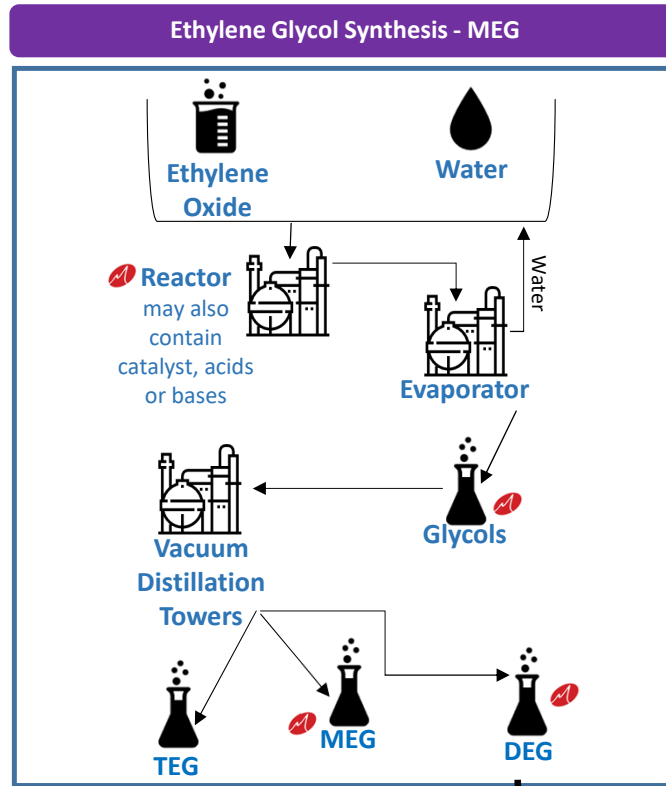 Ethylene Glycol Synthesis - MEG
Ethylene
Oxide
Water
Reactor
may also
contain
catalyst, acids
or bases
Water
Evaporator
Glycols
Vacuum
Distillation
Towers
TEG
MEG
DEG